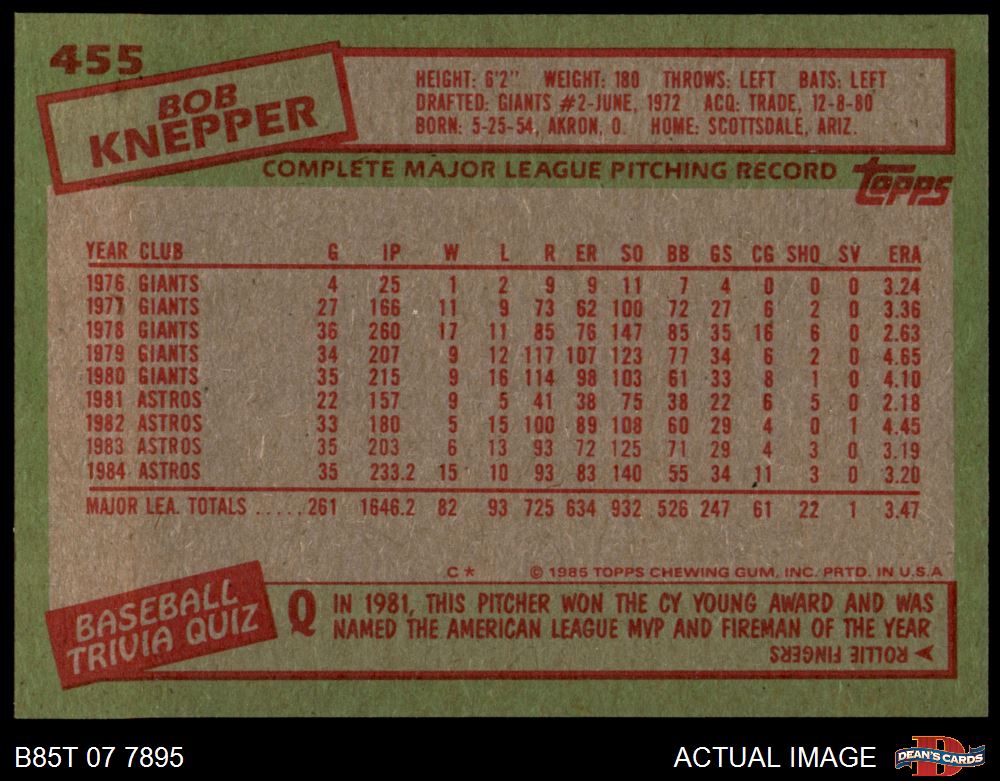 455
BOB
KNEPPER
HEIGHT: 6'2" WEIGHT: 180 THROWS: LEFT BATS: LEFT
DRAFTED: GIANTS #2-JUNE, 1972 ACQ: TRADE, 12-8-80
BORN: 5-25-54, AKRON, O. HOME: SCOTTSDALE, ARIZ.
COMPLETE MAJOR LEAGUE PITCHING RECORD
topps
YEAR CLUB G IP W L R ER SO BB GS CG SHO SV ERA
1976 GIANTS 4 25 1 2 9 9 11 7 4 0 0 0 3.24
1977 GIANTS 27 166 11 9 73 62 100 72 27 6 2 0 3.36
1978 GIANTS 36 260 17 11 85 76 147 85 35 16 6 0 2.63
1979 GIANTS 34 207 9 12 117 107 123 77 34 6 2 0 4.65
1980 GIANTS 35 215 9 16 114 98 103 61 33 8 1 0 4.10
1981 ASTROS 22 157 9 5 41 38 75 38 22 6 5 0 2.18
1982 ASTROS 33 180 5 15 100 89 108 60 29 4 0 1 4.45
1983 ASTROS 35 203 6 13 93 72 125 71 29 4 3 0 3.19
1984 ASTROS 35 233.2 15 10 93 83 140 55 34 11 3 0 3.20
MAJOR LEA. TOTALS .....261 1646.2 82 93 725 634 932 526 247 61 22 1 3.47
C* © 1985 TOPPS CHEWING GUM, INC. PRTD. IN U.S.A
BASEBALL
TRIVIA QUIZ
Q IN 1981, THIS PITCHER WON THE CY YOUNG AWARD AND WAS
NAMED THE AMERICAN LEAGUE MVP AND FIREMAN OF THE YEAR
A ROLLIE FINGERS
B85T 07 7895
ACTUAL IMAGE
D
DEAN'S CARDS